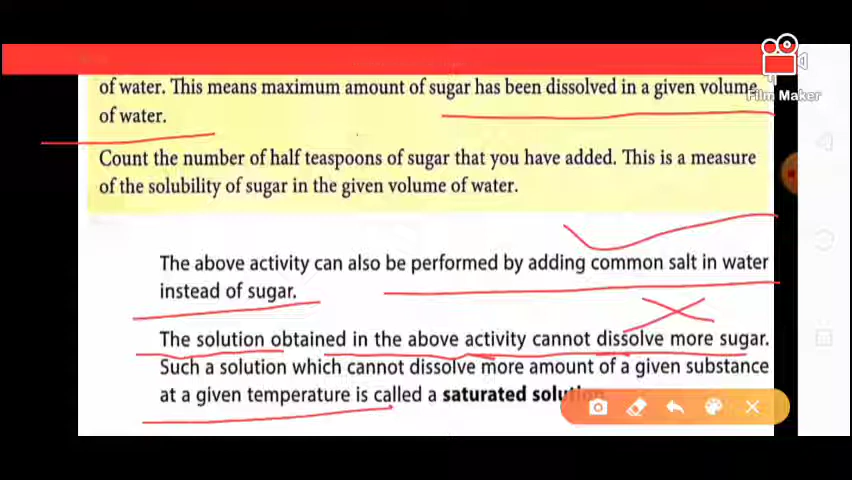 of water. This means maximum amount of sugar has been dissolved in a given volume
Film Maker
of water.
Count the number of half teaspoons of sugar that you have added. This is a measure
of the solubility of sugar in the given volume of water.
The above activity can also be performed by adding common salt in water
instead of sugar.
The solution obtained in the above activity cannot dissolve more sugar.
Such a solution which cannot dissolve more amount of a given substance
at a given temperature is called a saturated solution